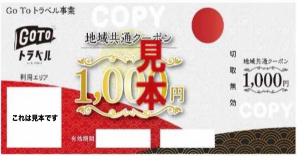 Go To トラベル事業
COPY
GOTO
トラベル
利用エリア
これは見本です
地域共通クーポン
見本
1,000円
有効期間
切取無効
地域共通クーポン
1,000円
COPY